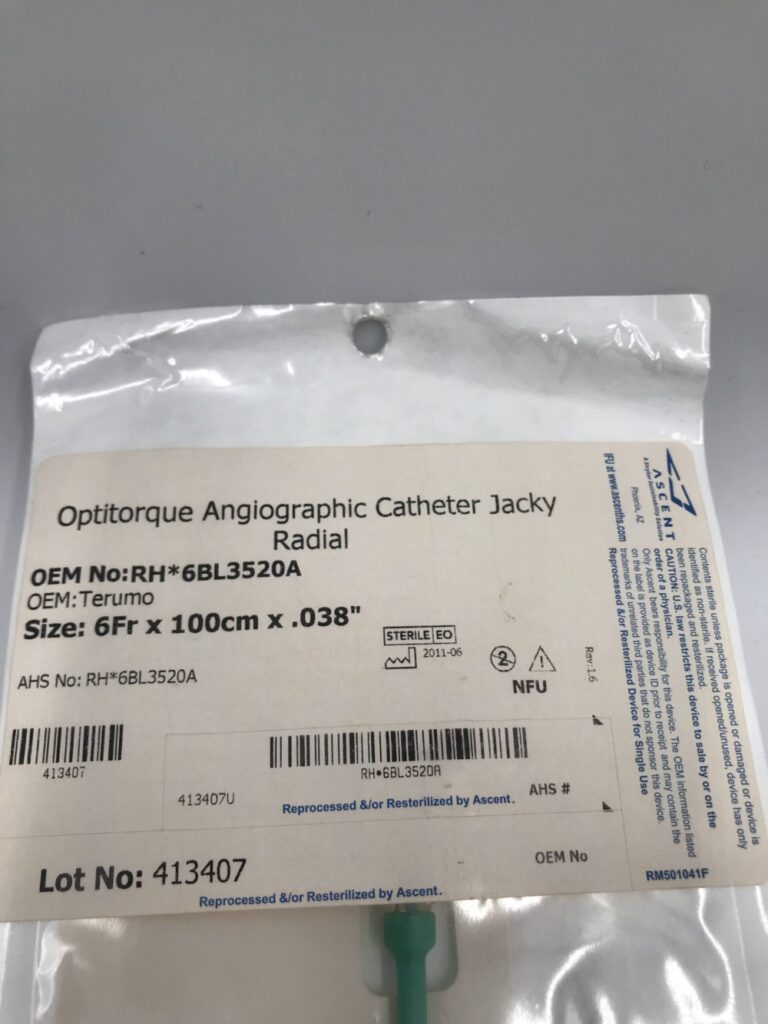 Optitorque Angiographic Catheter Jacky
Radial
OEM No:RH*6BL3520A
OEM:Terumo
Size: 6Fr x 100cm x .038"
STERILE EO
2011-06
2
NFU
AHS No: RH*6BL3520A
Rev:1.6
413407
RH*6BL3520A
413407U
Reprocessed &/or Resterilized by Ascent.
AHS #
Lot No: 413407
OEM No
Reprocessed &/or Resterilized by Ascent.
RM501041F
ASCENT
A Stryker Sustainability Solution
Phoenix, AZ
IFU at www.ascenths.com
Contents sterile unless package is opened or damaged or device is
identified as non-sterile. If received opened/unused, device has only
been repackaged and resterilized.
CAUTION: U.S. law restricts this device to sale by or on the
order of a physician.
Only Ascent bears responsibility for this device. The OEM information listed
on the label is provided as device ID prior to receipt and may contain the
trademarks of unrelated third parties that do not sponsor this device.
Reprocessed &/or Resterilized Device for Single Use